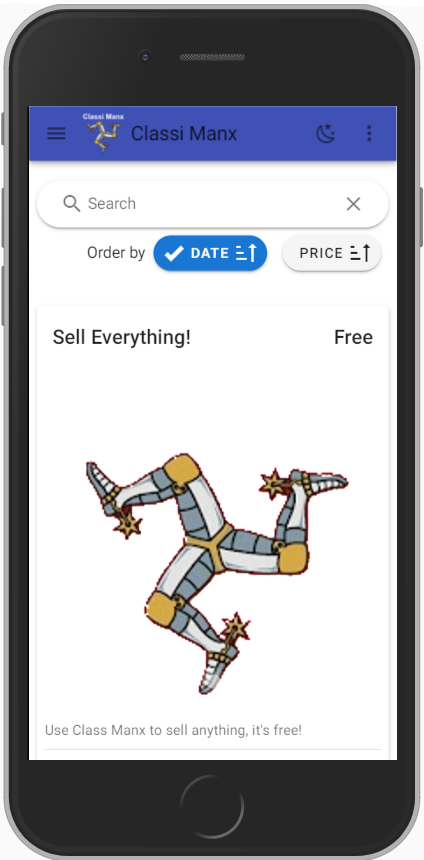 Classi Manx
Classi Manx
Search
Order by DATE PRICE
Sell Everything! Free
Use Class Manx to sell anything, it's free!